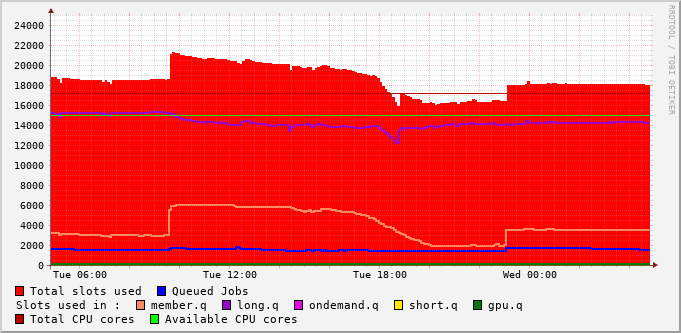 RRDTOOL / TOBI OETIKER
24000
22000
20000
18000
16000
14000
12000
10000
8000
6000
4000
2000
0
Tue 06:00 Tue 12:00 Tue 18:00 Wed 00:00
Total slots used Queued Jobs
Slots used in : member.q long.q ondemand.q short.q gpu.q
Total CPU cores Available CPU cores